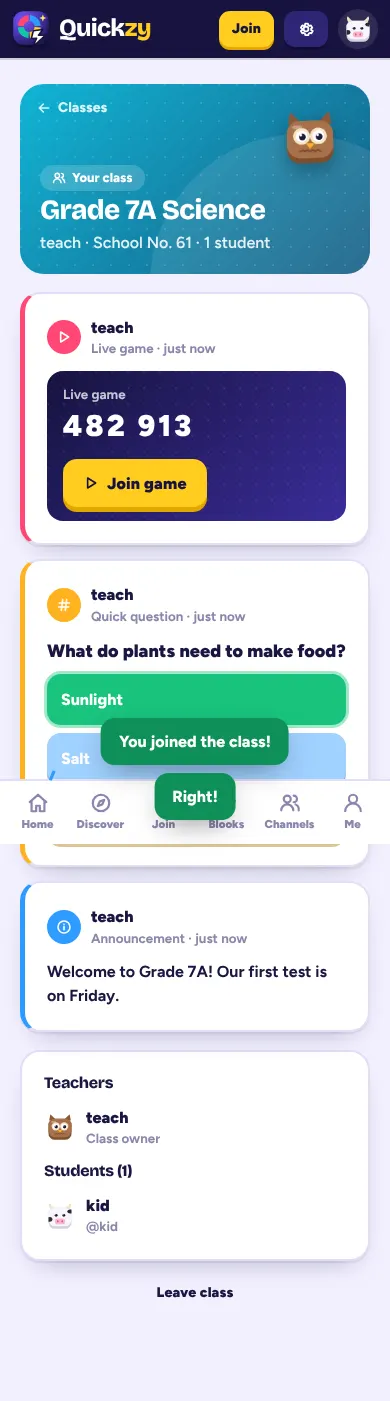 Quickzy
Join
Classes
Your class
Grade 7A Science
teach · School No. 61 · 1 student
teach
Live game · just now
Live game
482 913
Join game
teach
Quick question · just now
What do plants need to make food?
Sunlight
Salt
You joined the class!
Right!
Home
Discover
Join
Blooks
Channels
Me
teach
Announcement · just now
Welcome to Grade 7A! Our first test is
on Friday.
Teachers
teach
Class owner
Students (1)
kid
@kid
Leave class